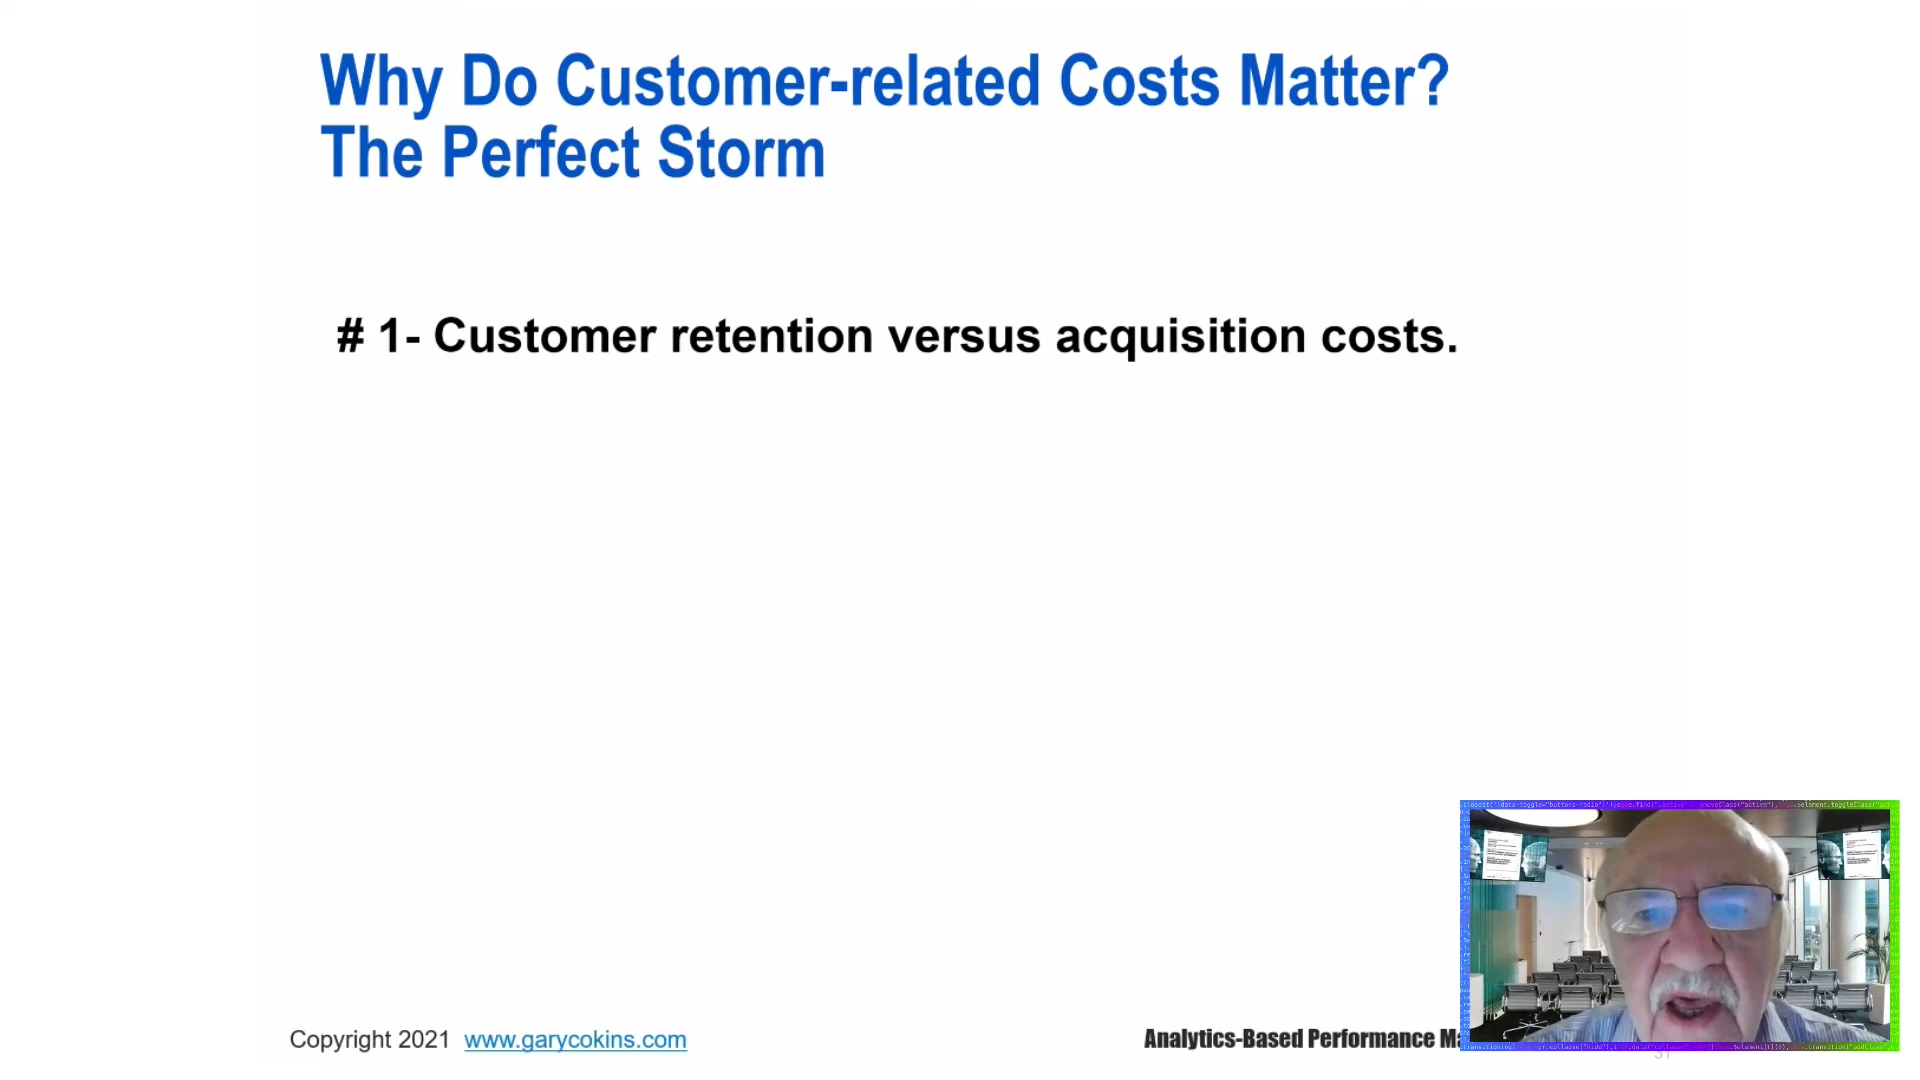 Why Do Customer-related Costs Matter?
The Perfect Storm
# 1- Customer retention versus acquisition costs.
Copyright 2021 www.garycokins.com
Analytics-Based Performance
31